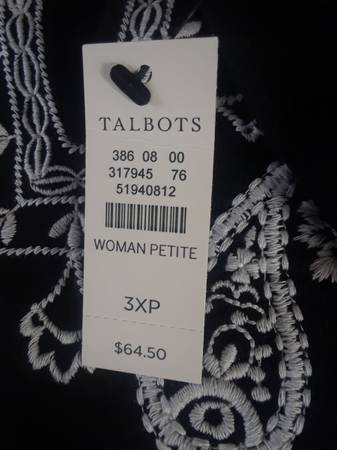 TALBOTS
386 08 00
317945 76
51940812
WOMAN PETITE
3XP
$64.50